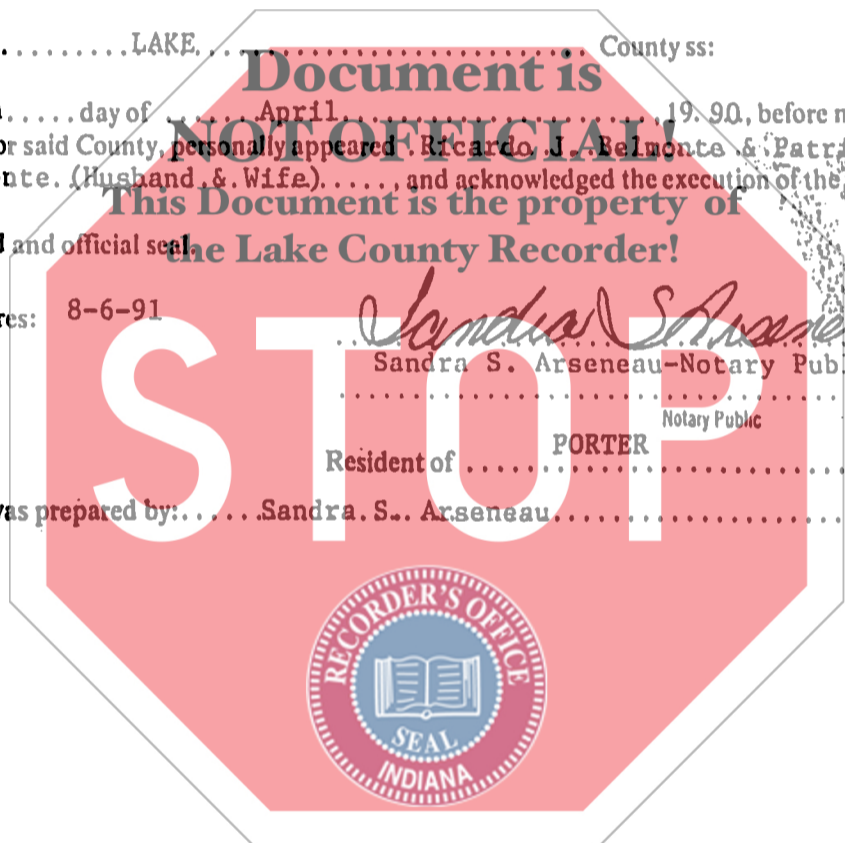 ..........LAKE.............................. County ss:
Document is
..... day of ......April......................, 19.90., before m
NOT OFFICIAL!
or said County, personally appeared .Ricardo. J. .Belmonte .&.Patri
nte. (Husband.&.Wife)....., and acknowledged the execution of the
This Document is the property of
l and official seal.
the Lake County Recorder!
res: 8-6-91
Sandra S Arsene
Sandra S. Arseneau-Notary Pub
STOP
Notary Public
Resident of ........PORTER..................
as prepared by:......Sandra.S.. Arseneau......................
RECORDER'S OFFICE
SEAL
INDIANA